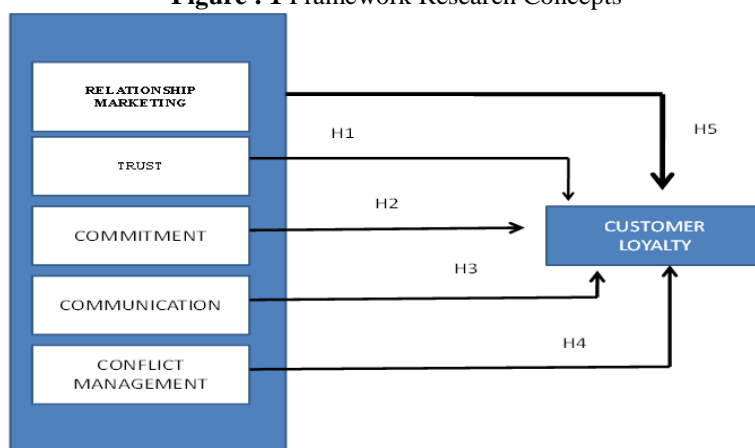 Figure . 1 Framework Research Concepts
RELATIONSHIP
MARKETING
H1
H5
TRUST
H2
COMMITMENT
CUSTOMER
LOYALTY
H3
COMMUNICATION
H4
CONFLICT
MANAGEMENT